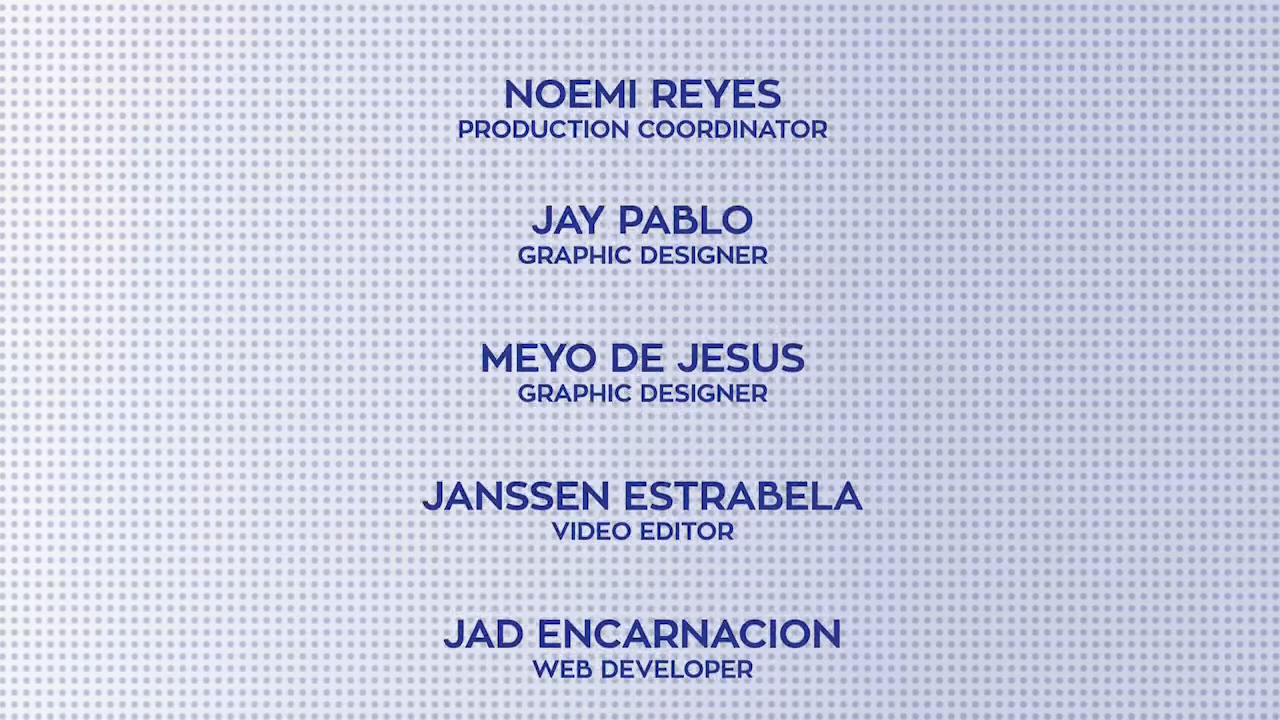 NOEMI REYES
PRODUCTION COORDINATOR
JAY PABLO
GRAPHIC DESIGNER
MEYO DE JESUS
GRAPHIC DESIGNER
JANSSEN ESTRABELA
VIDEO EDITOR
JAD ENCARNACION
WEB DEVELOPER